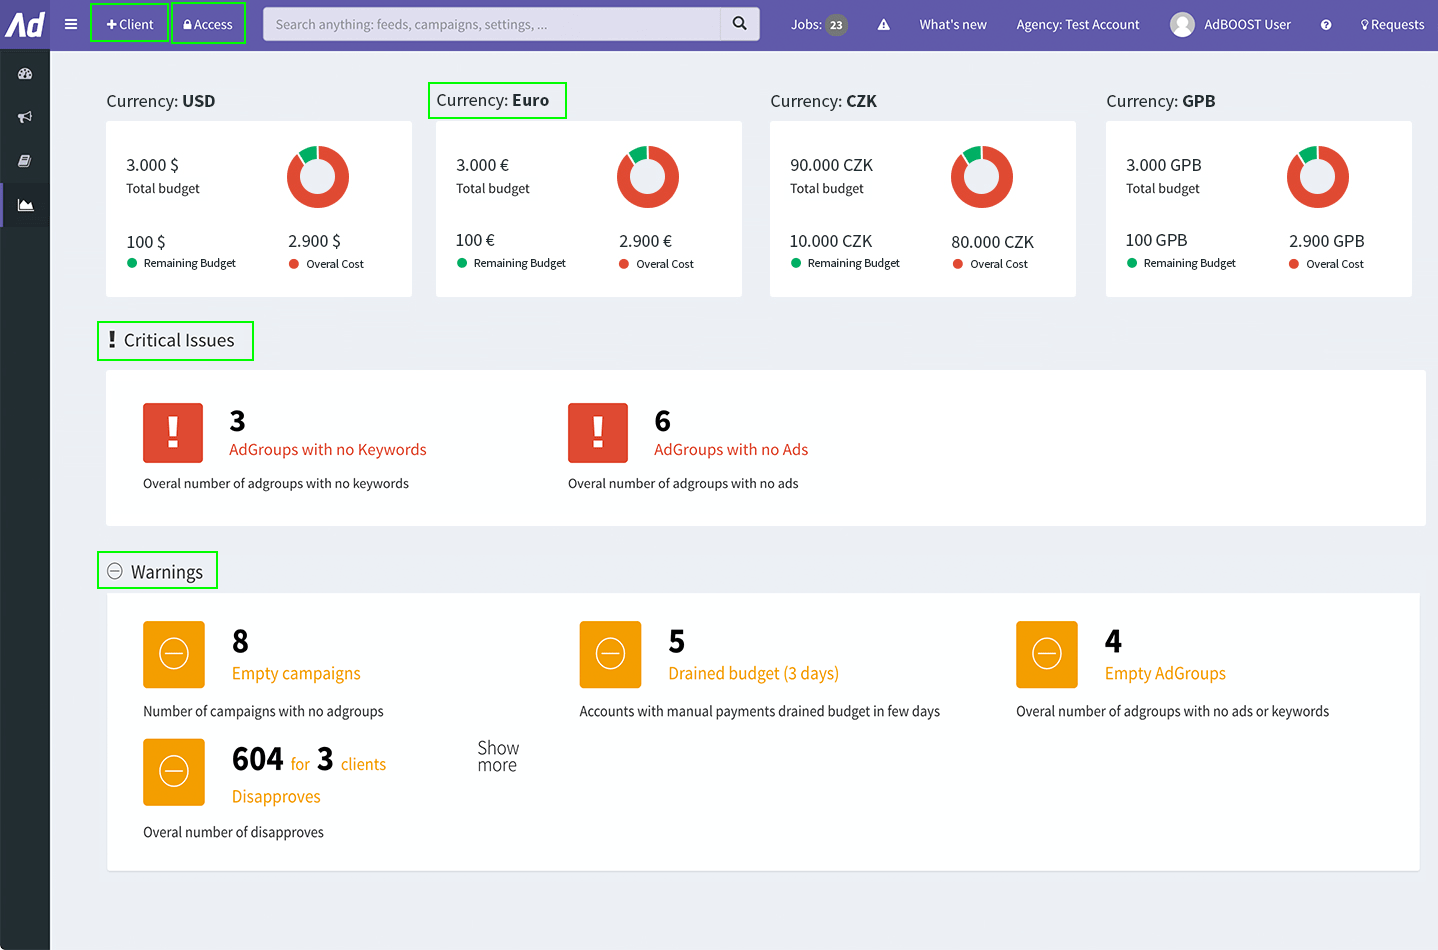 Ad
Client
Access
Search anything: feeds, campaigns, settings, ...
Jobs: 23
What's new
Agency: Test Account
AdBOOST User
Requests
Currency: USD
3.000 $
Total budget
100 $
Remaining Budget
2.900 $
Overal Cost
Currency: Euro
3.000 €
Total budget
100 €
Remaining Budget
2.900 €
Overal Cost
Currency: CZK
90.000 CZK
Total budget
10.000 CZK
Remaining Budget
80.000 CZK
Overal Cost
Currency: GPB
3.000 GPB
Total budget
100 GPB
Remaining Budget
2.900 GPB
Overal Cost
! Critical Issues
!
3
AdGroups with no Keywords
Overal number of adgroups with no keywords
!
6
AdGroups with no Ads
Overal number of adgroups with no ads
Warnings
8
Empty campaigns
Number of campaigns with no adgroups
5
Drained budget (3 days)
Accounts with manual payments drained budget in few days
4
Empty AdGroups
Overal number of adgroups with no ads or keywords
604 for 3 clients
Disapproves
Overal number of disapproves
Show
more